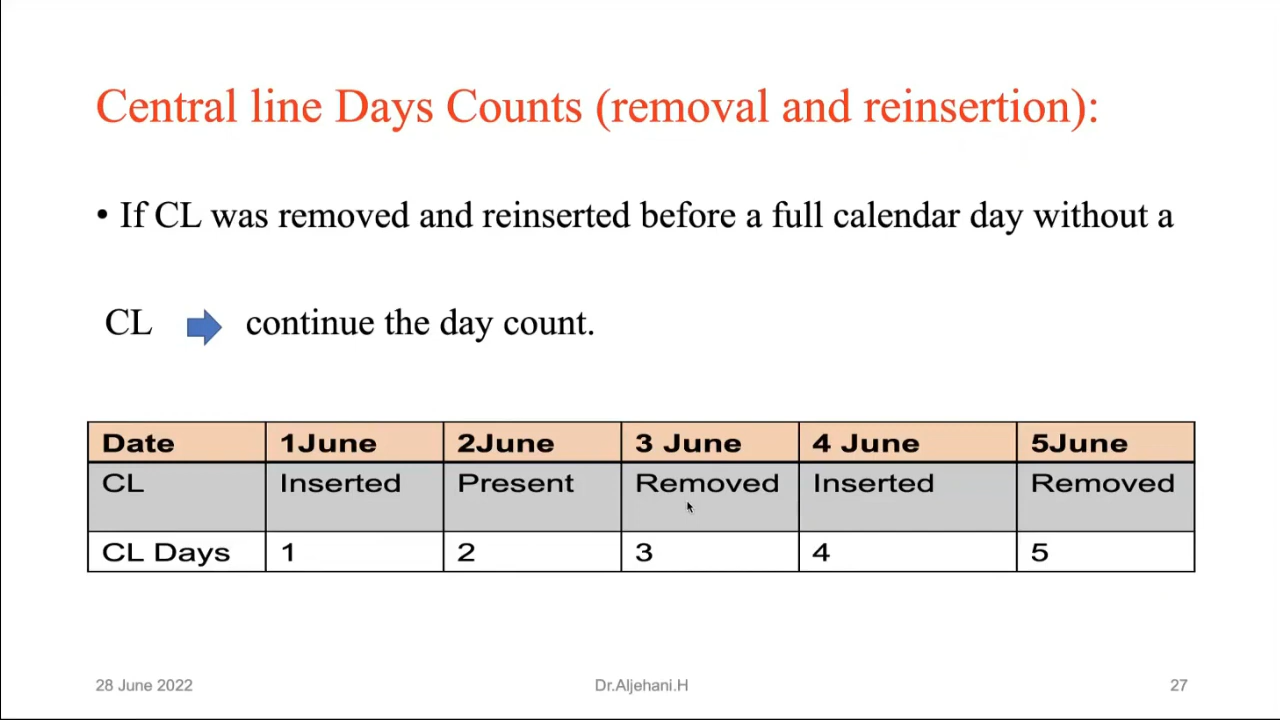 Central line Days Counts (removal and reinsertion):
• If CL was removed and reinserted before a full calendar day without a
CL continue the day count.
Date 1June 2June 3 June 4 June 5June
CL Inserted Present Removed Inserted Removed
CL Days 1 2 3 4 5
28 June 2022 Dr.Aljehani.H 27